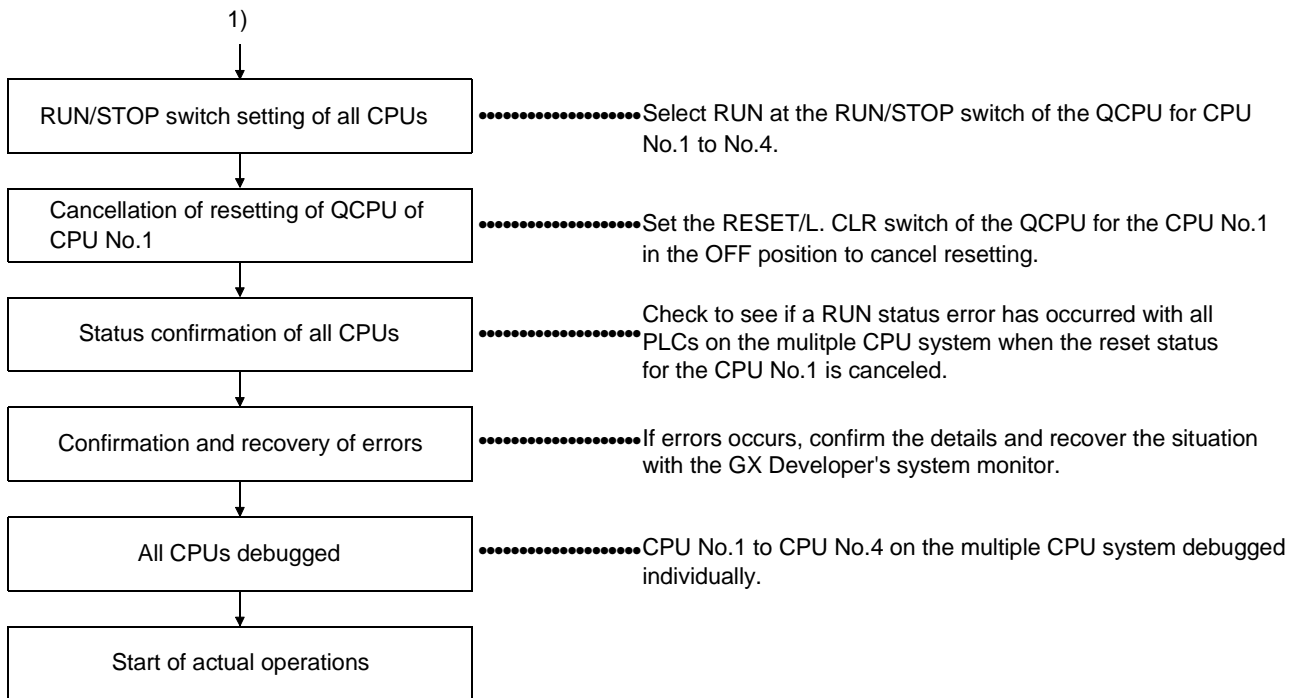 1)
RUN/STOP switch setting of all CPUs
Select RUN at the RUN/STOP switch of the QCPU for CPU
No.1 to No.4.
Cancellation of resetting of QCPU of
CPU No.1
Set the RESET/L. CLR switch of the QCPU for the CPU No.1
in the OFF position to cancel resetting.
Status confirmation of all CPUs
Check to see if a RUN status error has occurred with all
PLCs on the mulitple CPU system when the reset status
for the CPU No.1 is canceled.
Confirmation and recovery of errors
If errors occurs, confirm the details and recover the situation
with the GX Developer's system monitor.
All CPUs debugged
CPU No.1 to CPU No.4 on the multiple CPU system debugged
individually.
Start of actual operations